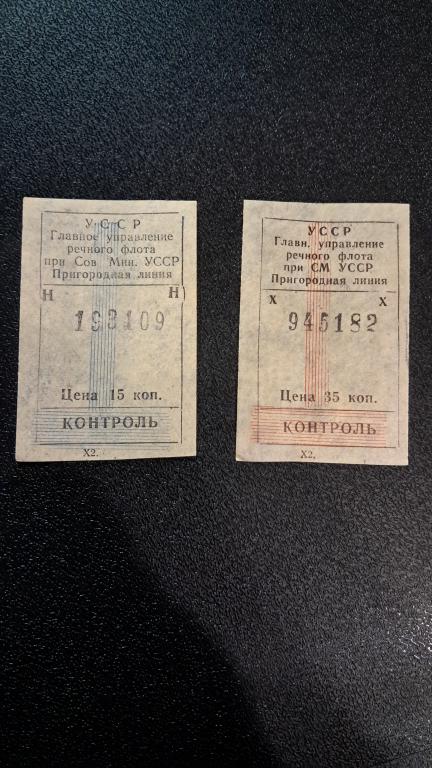 У С С Р
Главное управление
речного флота
при Сов Мин. УССР
Пригородная линия
Н Н
193109
Цена 15 коп.
КОНТРОЛЬ
Х2.
УССР
Главн. управление
речного флота
при СМ УССР
Пригородная линия
Х Х
945182
Цена 35 коп.
КОНТРОЛЬ
Х2.